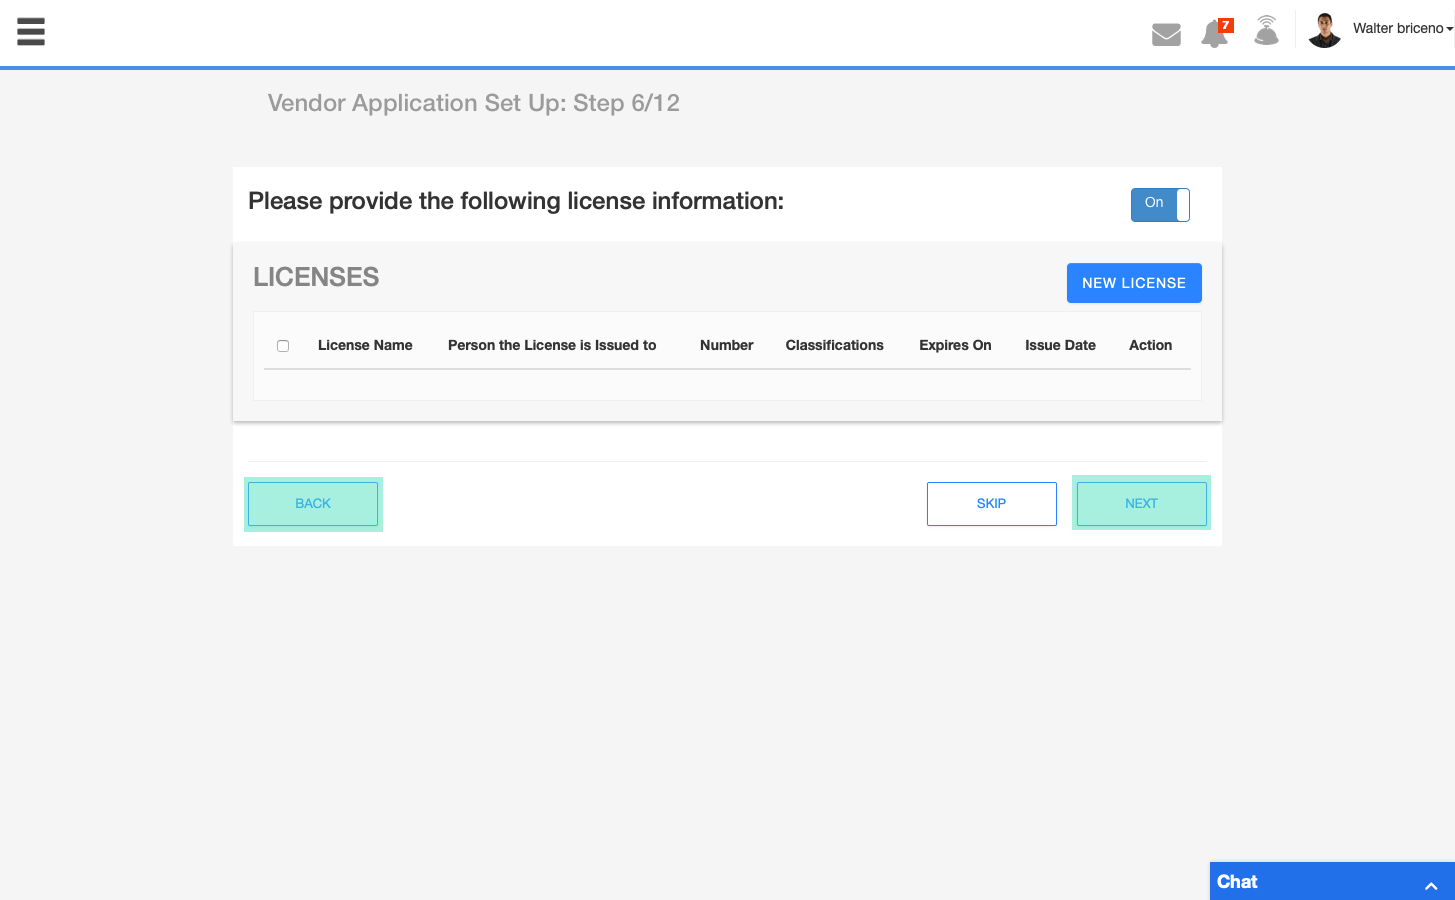 7
Walter briceno
Vendor Application Set Up: Step 6/12
Please provide the following license information:
On
LICENSES
NEW LICENSE
License Name Person the License is Issued to Number Classifications Expires On Issue Date Action
BACK SKIP NEXT
Chat